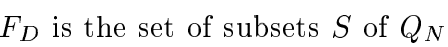 F_D is the set of subsets S of Q_N